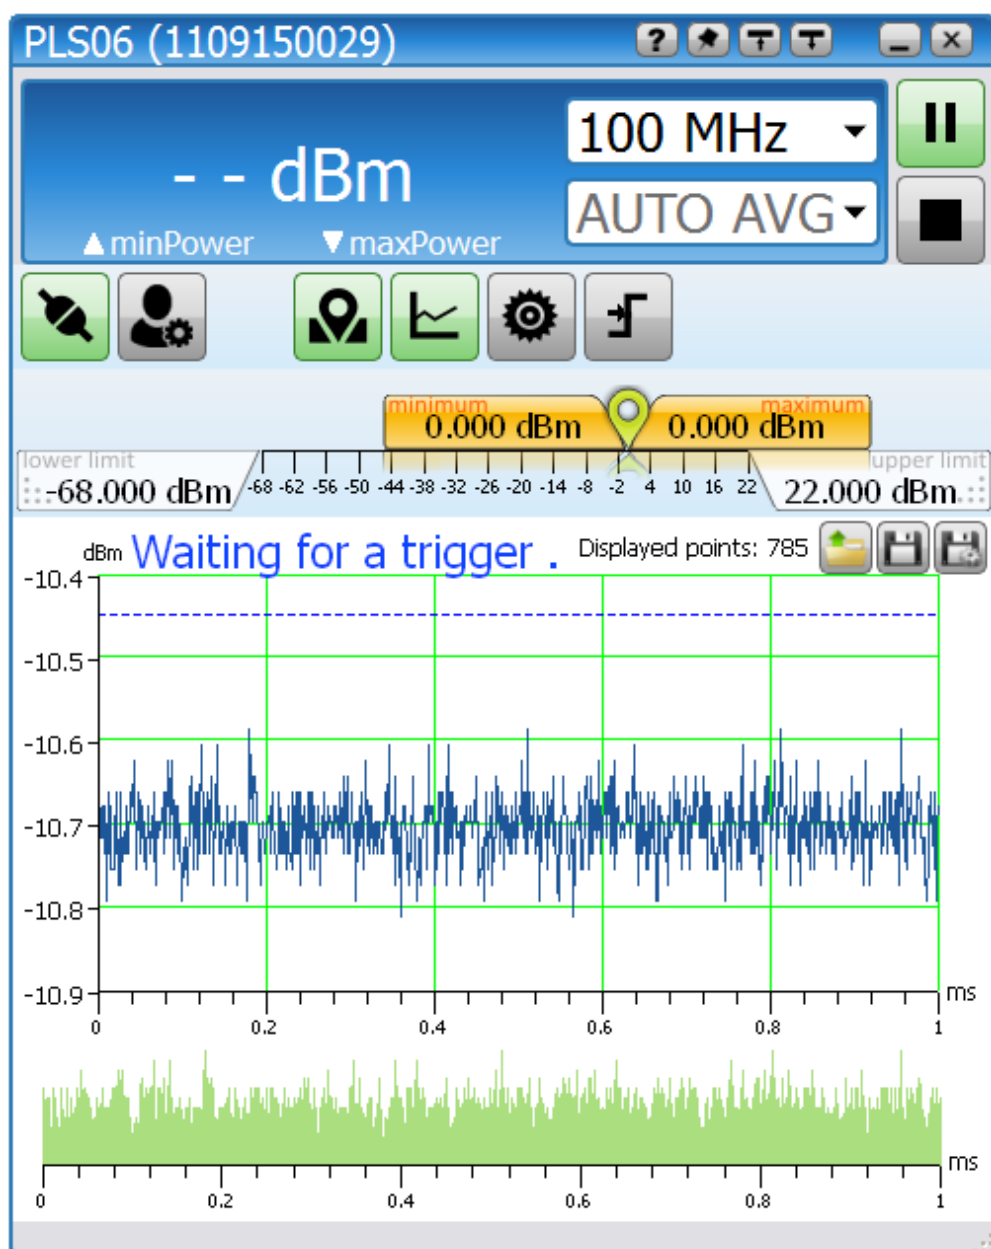 PLS06 (1109150029)
?
100 MHz
- - dBm
AUTO AVG
minPower maxPower
minimum maximum
0.000 dBm 0.000 dBm
lower limit upper limit
-68.000 dBm -68 -62 -56 -50 -44 -38 -32 -26 -20 -14 -8 -2 4 10 16 22 22.000 dBm
dBm Waiting for a trigger . Displayed points: 785
-10.4
-10.5
-10.6
-10.7
-10.8
-10.9
ms
0 0.2 0.4 0.6 0.8 1
ms
0 0.2 0.4 0.6 0.8 1